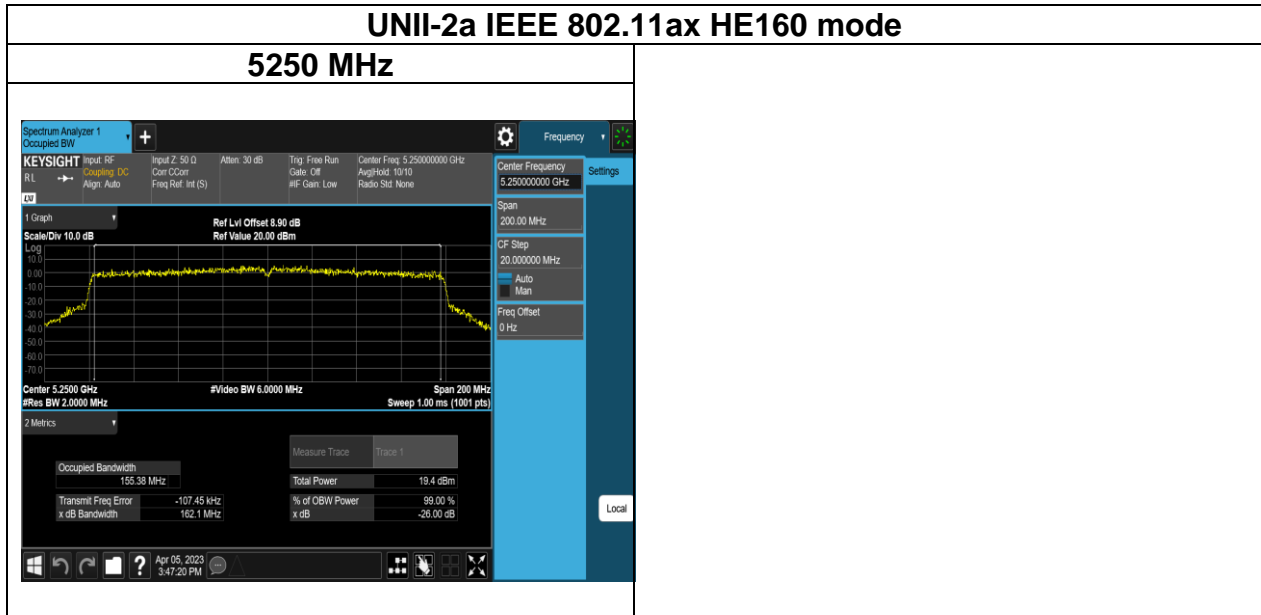 UNII-2a IEEE 802.11ax HE160 mode
5250 MHz
Spectrum Analyzer 1
Occupied BW
Frequency
KEYSIGHT
RL
LXI
Input: RF
Coupling: DC
Align: Auto
Input Z: 50 Ω
Corr CCorr
Freq Ref: Int (S)
Atten: 30 dB
Trig: Free Run
Gate: Off
#IF Gain: Low
Center Freq: 5.250000000 GHz
Avg|Hold: 10/10
Radio Std: None
Center Frequency
5.250000000 GHz
Settings
Span
200.00 MHz
CF Step
20.000000 MHz
Auto
Man
Freq Offset
0 Hz
Local
1 Graph
Scale/Div 10.0 dB
Ref Lvl Offset 8.90 dB
Ref Value 20.00 dBm
Log
10.0
0.00
-10.0
-20.0
-30.0
-40.0
-50.0
-60.0
-70.0
Center 5.2500 GHz
#Video BW 6.0000 MHz
Span 200 MHz
#Res BW 2.0000 MHz
Sweep 1.00 ms (1001 pts)
2 Metrics
Measure Trace Trace 1
Occupied Bandwidth
155.38 MHz
Total Power 19.4 dBm
Transmit Freq Error -107.45 kHz
% of OBW Power 99.00 %
x dB Bandwidth 162.1 MHz
x dB -26.00 dB
?
Apr 05, 2023
3:47:20 PM